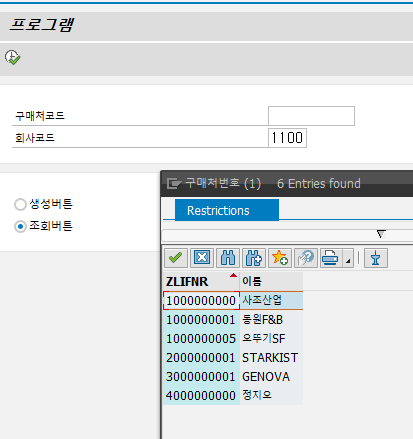 프로그램
구매처코드
회사코드 1100
생성버튼
조회버튼
구매처번호 (1) 6 Entries found
Restrictions
ZLIFNR 이름
1000000000 사조산업
1000000001 동원F&B
1000000005 오뚜기SF
2000000001 STARKIST
3000000001 GENOVA
4000000000 정지오